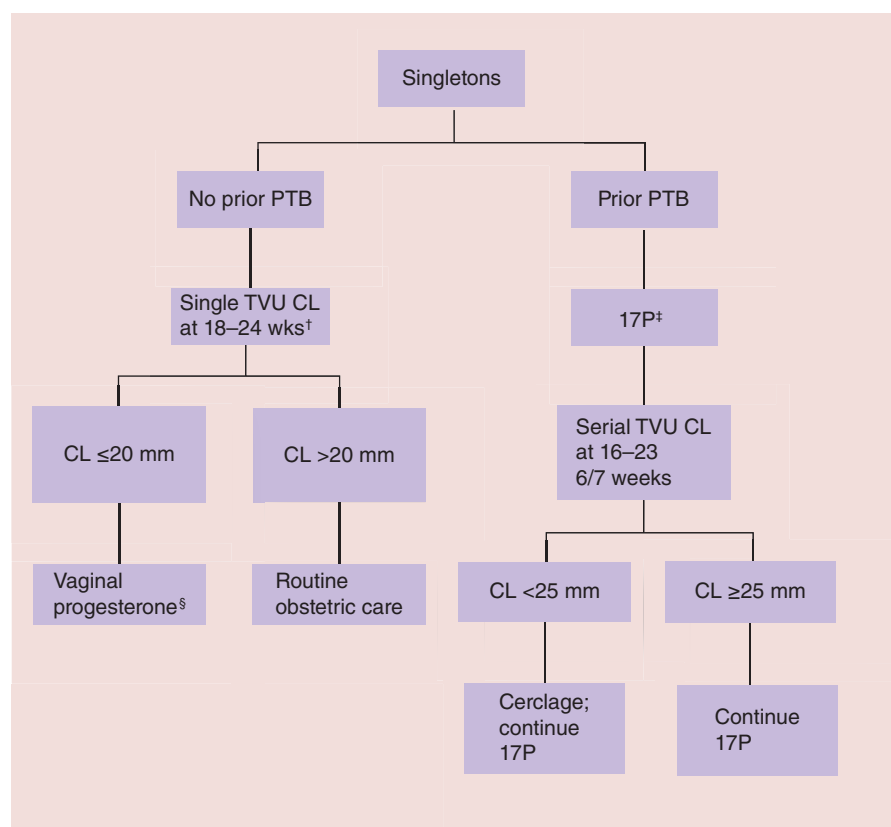 Singletons
No prior PTB
Prior PTB
Single TVU CL
at 18–24 wks†
17P‡
CL ≤20 mm
CL >20 mm
Serial TVU CL
at 16–23
6/7 weeks
Vaginal
progesterone§
Routine
obstetric care
CL <25 mm
CL ≥25 mm
Cerclage;
continue
17P
Continue
17P